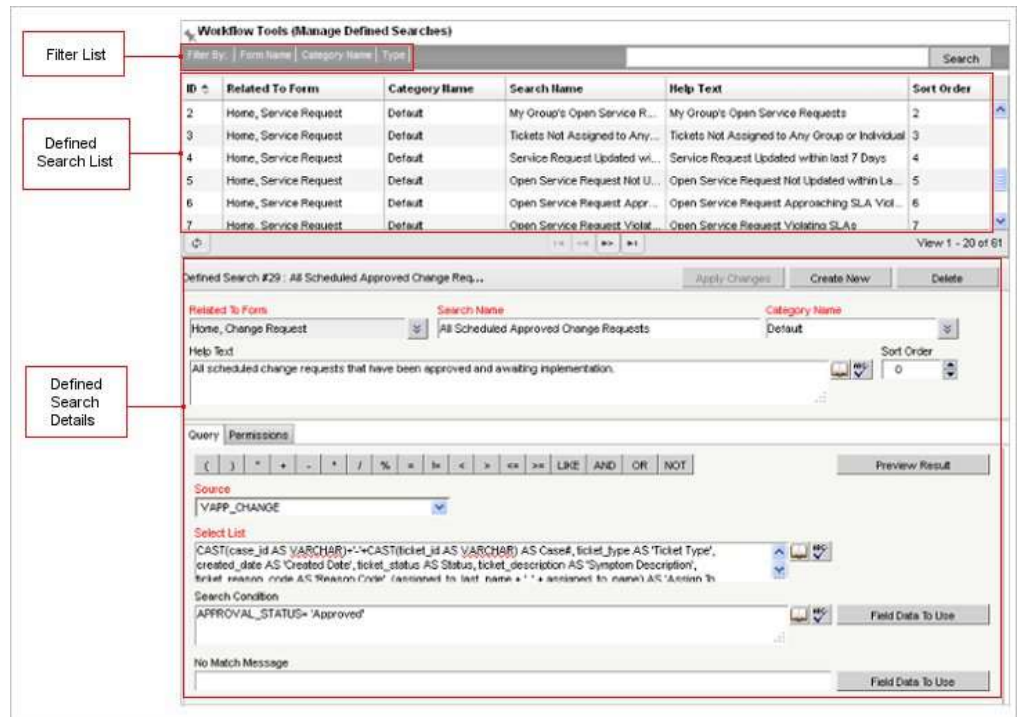 Workflow Tools (Manage Defined Searches)
Filter List
Filter By: Form Name Category Name Type Search
ID Related To Form Category Name Search Name Help Text Sort Order
2 Home, Service Request Default My Group's Open Service R... My Group's Open Service Requests 2
3 Home, Service Request Default Tickets Not Assigned to Any... Tickets Not Assigned to Any Group or Individual 3
Defined Search List
4 Home, Service Request Default Service Request Updated wi... Service Request Updated within last 7 Days 4
5 Home, Service Request Default Open Service Request Not U... Open Service Request Not Updated within La... 5
6 Home, Service Request Default Open Service Request Appr... Open Service Request Approaching SLA Viol... 6
7 Home, Service Request Default Open Service Request Violat... Open Service Request Violating SLAs 7
View 1 - 20 of 61
Defined Search #29 : All Scheduled Approved Change Req... Apply Changes Create New Delete
Related To Form Search Name Category Name
Home, Change Request All Scheduled Approved Change Requests Default
Help Text Sort Order
All scheduled change requests that have been approved and awaiting implementation. ABC 0
Defined Search Details
Query Permissions
( ) " + - * / % = != < > <= >= LIKE AND OR NOT Preview Result
Source
VAPP_CHANGE
Select List
CAST(case_id AS VARCHAR)+'-'+CAST(ticket_id AS VARCHAR) AS Case#, ticket_type AS 'Ticket Type', ABC
created_date AS 'Created Date', ticket_status AS Status, ticket_description AS 'Symptom Description',
ticket_reason_code AS 'Reason Code', (assigned_to_last_name + ' ' + assigned_to_name) AS 'Assign To
Search Condition
APPROVAL_STATUS= 'Approved' ABC Field Data To Use
No Match Message
Field Data To Use